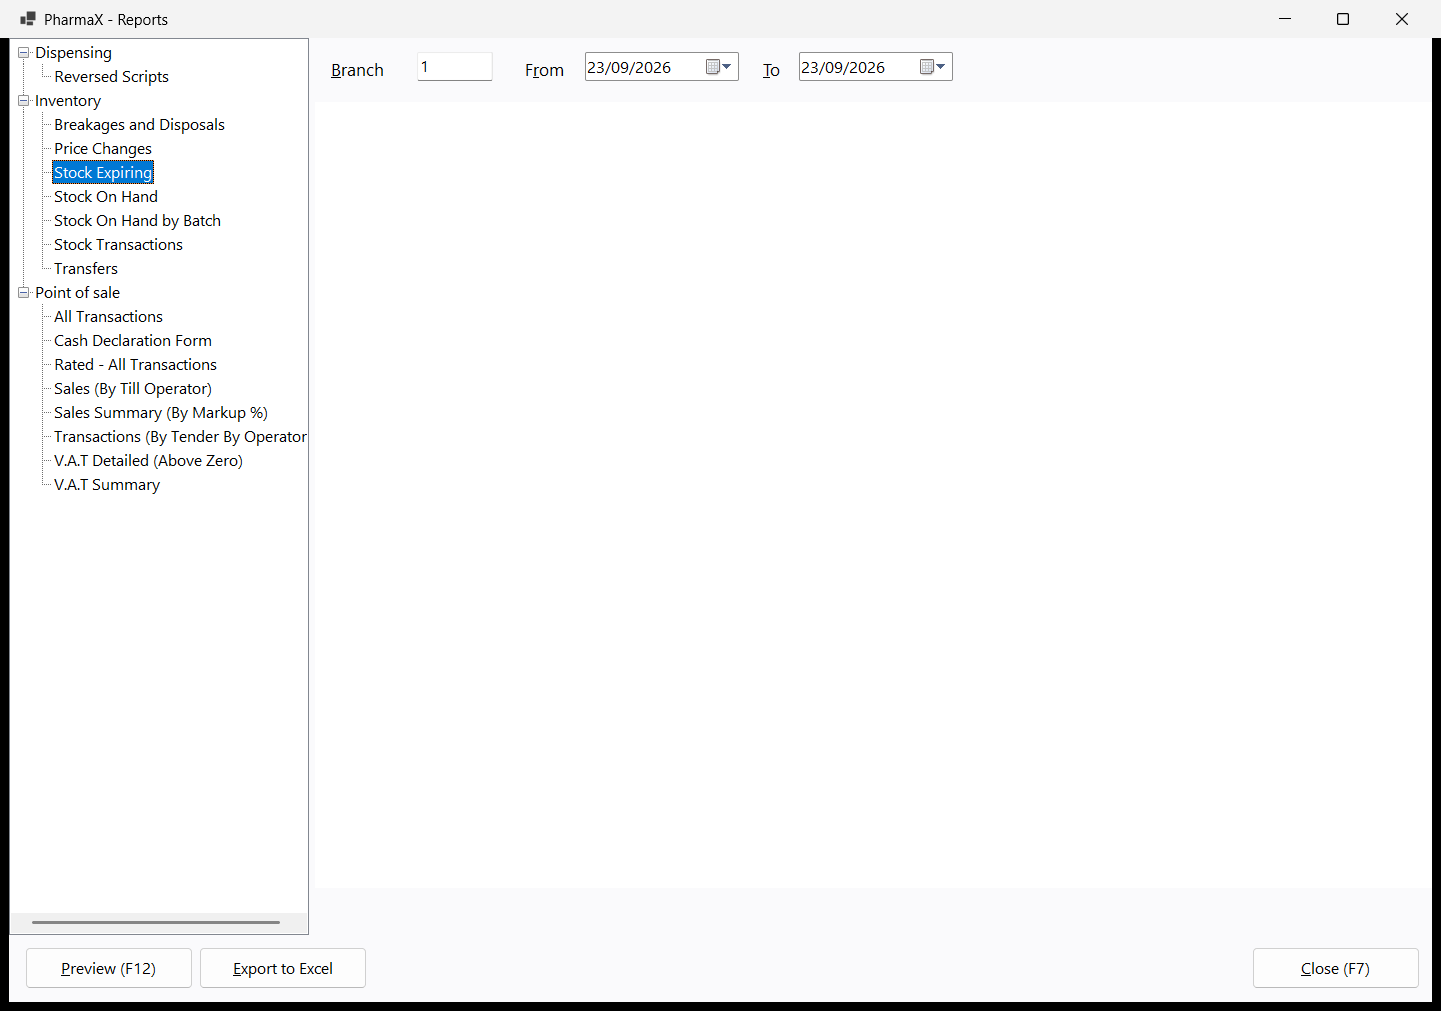 PharmaX - Reports
Dispensing
Reversed Scripts
Inventory
Breakages and Disposals
Price Changes
Stock Expiring
Stock On Hand
Stock On Hand by Batch
Stock Transactions
Transfers
Point of sale
All Transactions
Cash Declaration Form
Rated - All Transactions
Sales (By Till Operator)
Sales Summary (By Markup %)
Transactions (By Tender By Operator
V.A.T Detailed (Above Zero)
V.A.T Summary
Branch 1 From 23/09/2026 To 23/09/2026
Preview (F12) Export to Excel Close (F7)